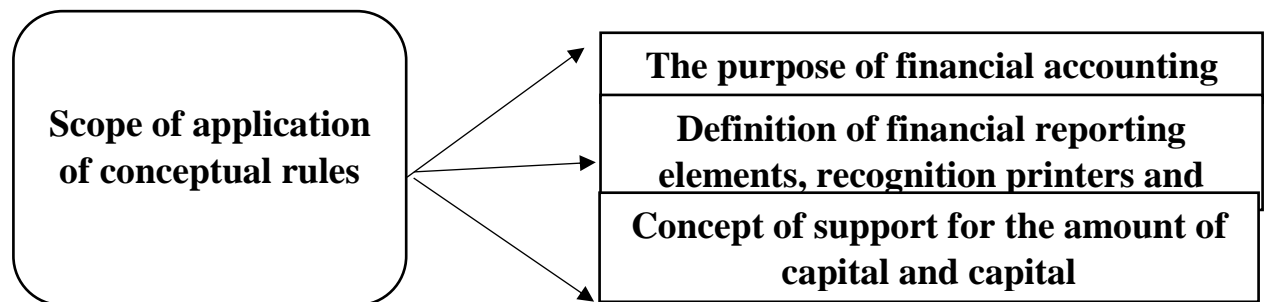 Scope of application
of conceptual rules
The purpose of financial accounting
Definition of financial reporting
elements, recognition printers and
Concept of support for the amount of
capital and capital